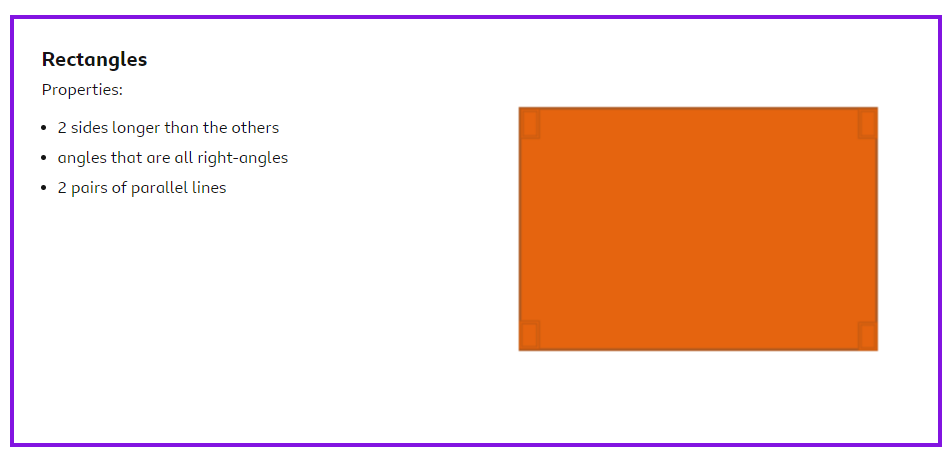 Rectangles
Properties:
• 2 sides longer than the others
• angles that are all right-angles
• 2 pairs of parallel lines